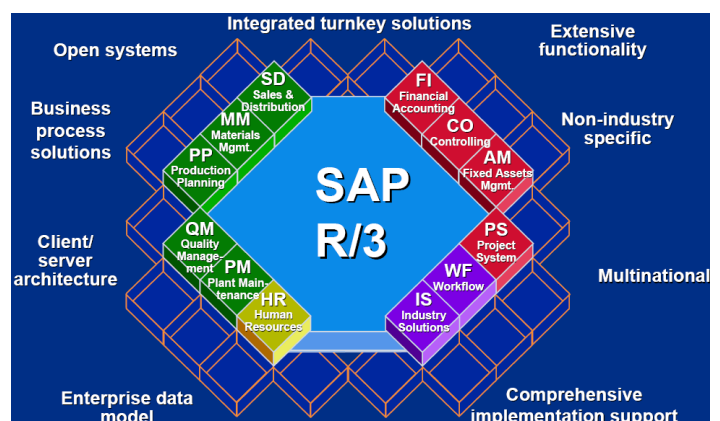 Integrated turnkey solutions
Open systems
Extensive
functionality
Business
process
solutions
Non-industry
specific
Client/
server
architecture
Multinational
Enterprise data
model
Comprehensive
implementation support
SD
Sales &
Distribution
MM
Materials
Mgmt.
PP
Production
Planning
QM
Quality
Manage-
ment
PM
Plant Main-
tenance
HR
Human
Resources
SAP
R/3
FI
Financial
Accounting
CO
Controlling
AM
Fixed Assets
Mgmt.
PS
Project
System
WF
Workflow
IS
Industry
Solutions